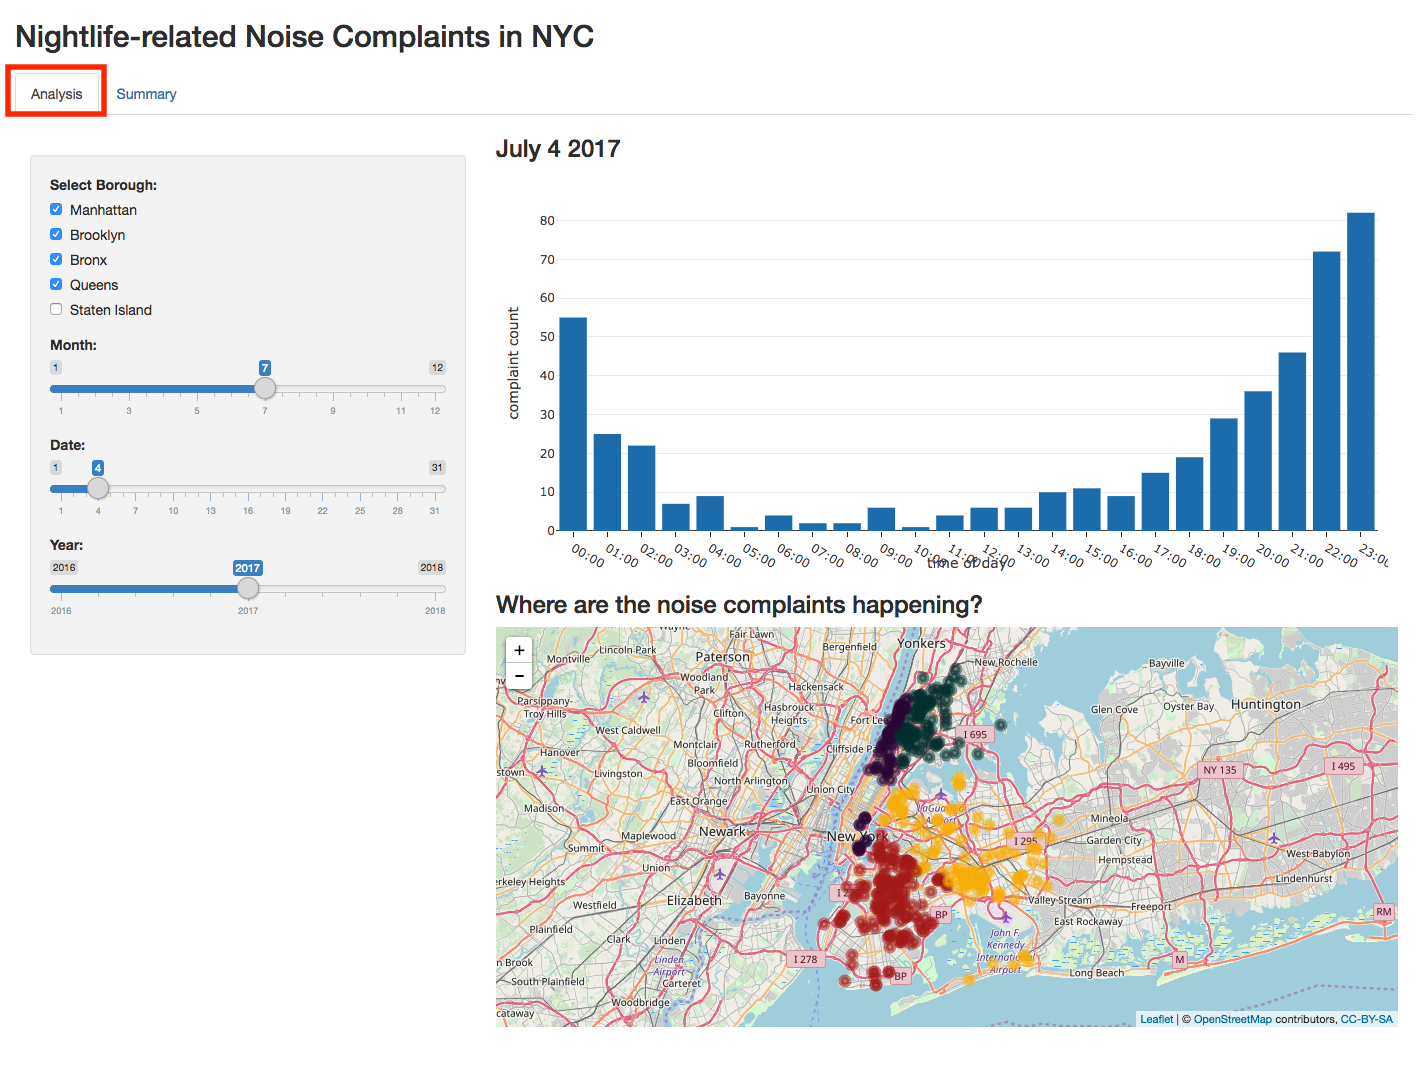 Nightlife-related Noise Complaints in NYC
Analysis
Summary
Select Borough:
Manhattan
Brooklyn
Bronx
Queens
Staten Island
Month:
1
7
12
1 3 5 7 9 11 12
Date:
1
4
31
1 4 7 10 13 16 19 22 25 28 31
Year:
2016
2017
2018
2016 2017 2018
July 4 2017
complaint count
80
70
60
50
40
30
20
10
0
00:00 01:00 02:00 03:00 04:00 05:00 06:00 07:00 08:00 09:00 10:00 11:00 12:00 13:00 14:00 15:00 16:00 17:00 18:00 19:00 20:00 21:00 22:00 23:00
time of day
Where are the noise complaints happening?
+
-
Wayne
Fair Lawn
Lincoln Park
Montville
Paterson
Bergenfield
Yonkers
New Rochelle
Bayville
Woodland
Park
Hackensack
Parsippany-
Troy Hills
Clifton
Hasbrouck
Heights
Fort Lee
Glen Cove
Oyster Bay
Huntington
West Caldwell
Montclair
Rutherford
Cliffside Pa
I 695
Hanover
Bloomfield
stown
Livingston
North Arlington
Union City
NY 135
I 495
Madison
East Orange
LaGuardia
Airport
Mineola
Maplewood
Newark
New York
I 295
Garden City
Summit
Hempstead
West Babylon
Union
erkeley Heights
Elizabeth
Bayonne
I 2
Lindenhurst
Westfield
Valley Stream
Freeport
BP
RM
Plainfield
Clark
Linden
East Rockaway
John F.
Kennedy
International
Airport
n Brook
Linden
Airport
I 278
M
South Plainfield
Carteret
BP
Long Beach
Woodbridge
cataway
Leaflet | © OpenStreetMap contributors, CC-BY-SA